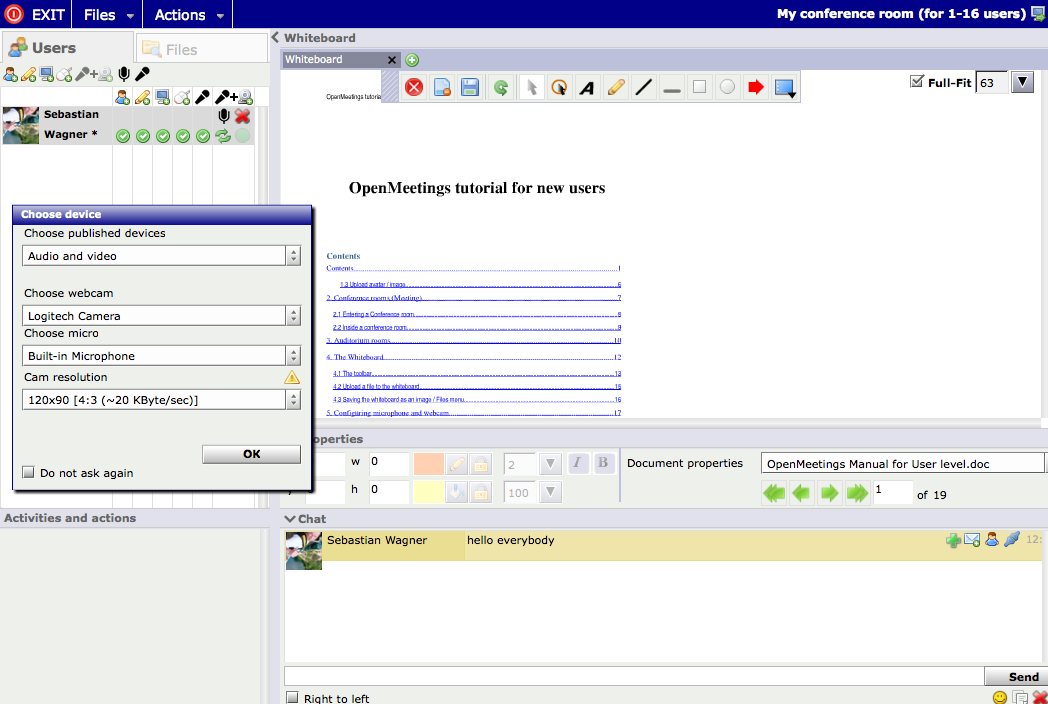 EXIT Files Actions My conference room (for 1-16 users)
Users Files
Whiteboard
Whiteboard
Full-Fit 63
OpenMeetings tutoria
Sebastian
Wagner *
OpenMeetings tutorial for new users
Contents
Contents 1
1.3 Upload avatar / image 6
2. Conference rooms (Meeting) 7
2.1 Entering a Conference room 8
2.2 Inside a conference room 9
3. Auditorium rooms 10
4. The Whiteboard 12
4.1 The toolbar 13
4.2 Upload a file to the whiteboard 15
4.3 Saving the whiteboard as an image / Files menu 16
5. Configuring microphone and webcam 17
Choose device
Choose published devices
Audio and video
Choose webcam
Logitech Camera
Choose micro
Built-in Microphone
Cam resolution
120x90 [4:3 (~20 KByte/sec)]
OK
Do not ask again
operties
w 0 2 I B
h 0 100
Document properties OpenMeetings Manual for User level.doc
1 of 19
Activities and actions
Chat
Sebastian Wagner hello everybody 12:
Send
Right to left